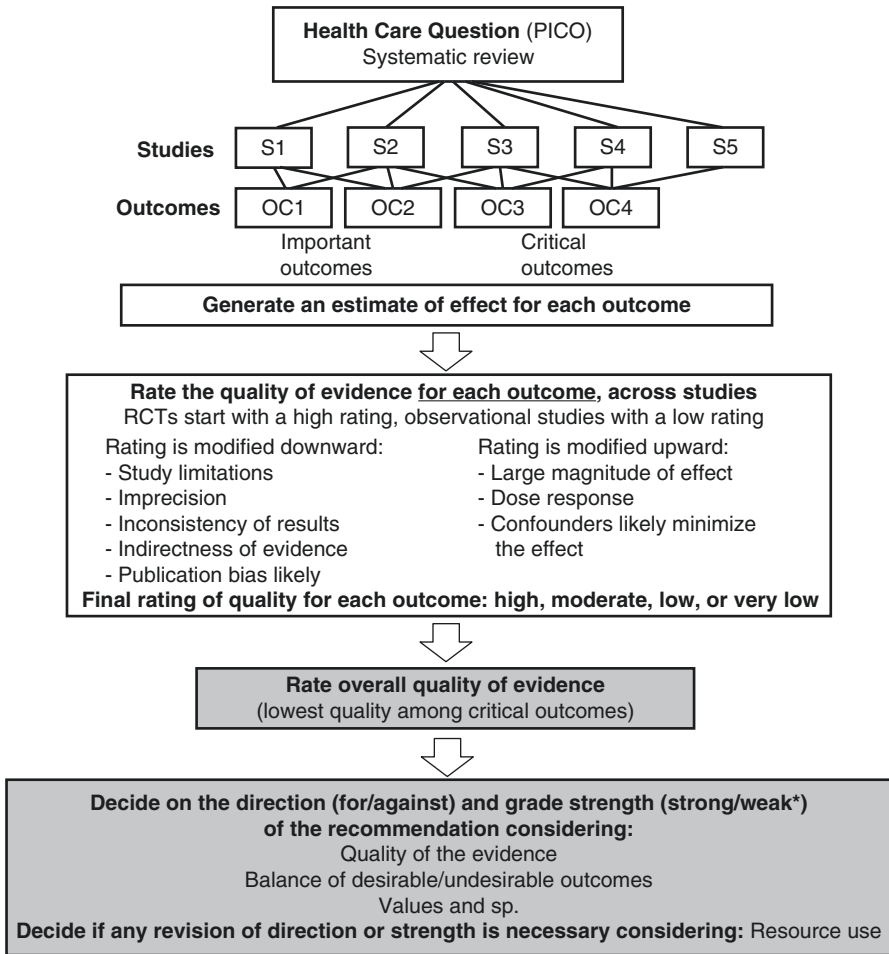 Health Care Question (PICO)
Systematic review
Studies S1 S2 S3 S4 S5
Outcomes OC1 OC2 OC3 OC4
Important outcomes
Critical outcomes
Generate an estimate of effect for each outcome
Rate the quality of evidence for each outcome, across studies
RCTs start with a high rating, observational studies with a low rating
Rating is modified downward:
- Study limitations
- Imprecision
- Inconsistency of results
- Indirectness of evidence
- Publication bias likely
Rating is modified upward:
- Large magnitude of effect
- Dose response
- Confounders likely minimize
the effect
Final rating of quality for each outcome: high, moderate, low, or very low
Rate overall quality of evidence
(lowest quality among critical outcomes)
Decide on the direction (for/against) and grade strength (strong/weak*)
of the recommendation considering:
Quality of the evidence
Balance of desirable/undesirable outcomes
Values and sp.
Decide if any revision of direction or strength is necessary considering: Resource use